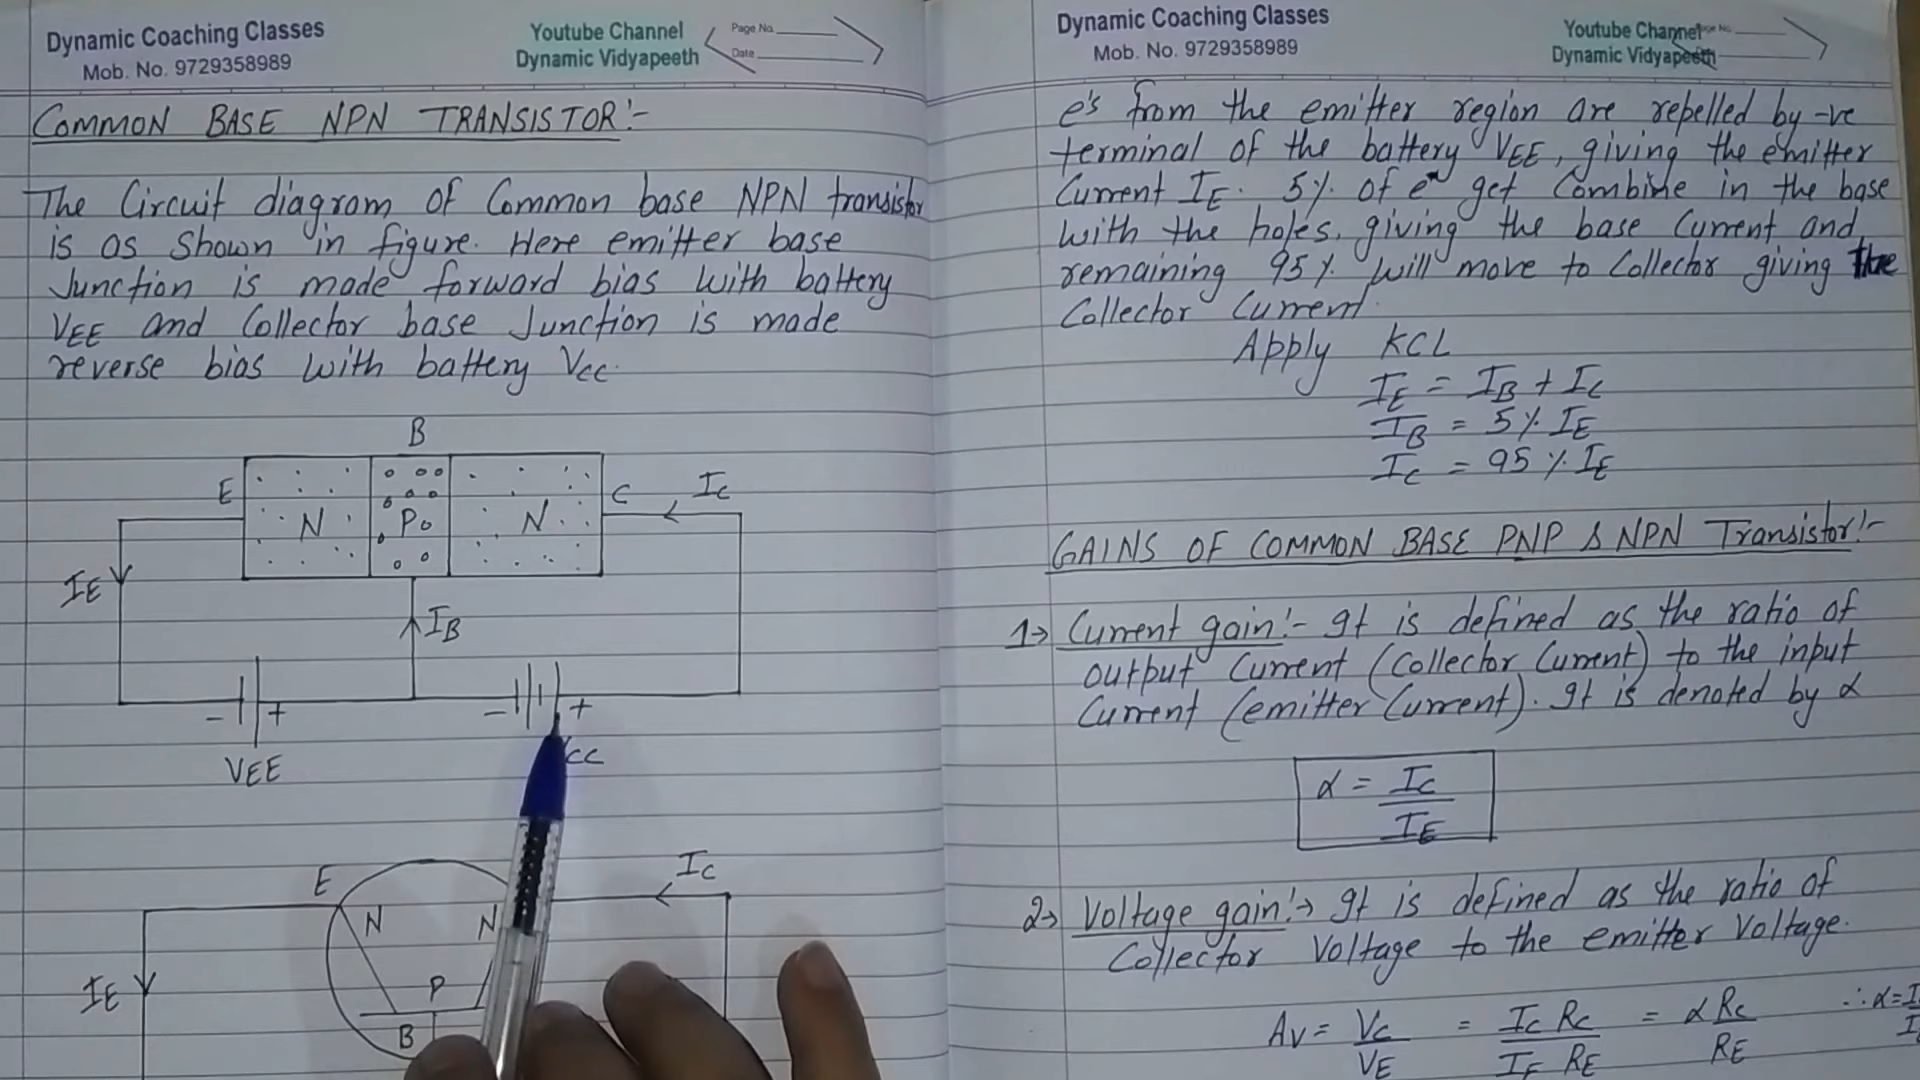 Dynamic Coaching Classes
Mob. No. 9729358989
Youtube Channel
Dynamic Vidyapeeth
Page No.
Date
COMMON BASE NPN TRANSISTOR:-
The Circuit diagram of Common base NPN transistor
is as shown in figure. Here emitter base
Junction is made forward bias with battery
VEE and Collector base Junction is made
reverse bias with battery Vcc.
B
E
N
Po
N
C
IC
IE
IB
- +
- +
VEE
CC
E
N
N
IC
IE
P
B
Dynamic Coaching Classes
Mob. No. 9729358989
Youtube Channel
Dynamic Vidyapeeth
e's from the emitter region are repelled by -ve
terminal of the battery VEE, giving the emitter
Current IE. 5% of e⁻ get Combine in the base
with the holes, giving the base Current and
remaining 95% will move to Collector giving the
Collector Current.
Apply KCL
IE = IB + IC
IB = 5% IE
IC = 95% IE
GAINS OF COMMON BASE PNP & NPN Transistor:-
1→ Current gain:- It is defined as the ratio of
output Current (Collector Current) to the input
Current (emitter Current). It is denoted by α
α = IC / IE
2→ Voltage gain:→ It is defined as the ratio of
Collector Voltage to the emitter Voltage.
AV = VC / VE = IC RC / IE RE = α RC / RE ∴ α = I